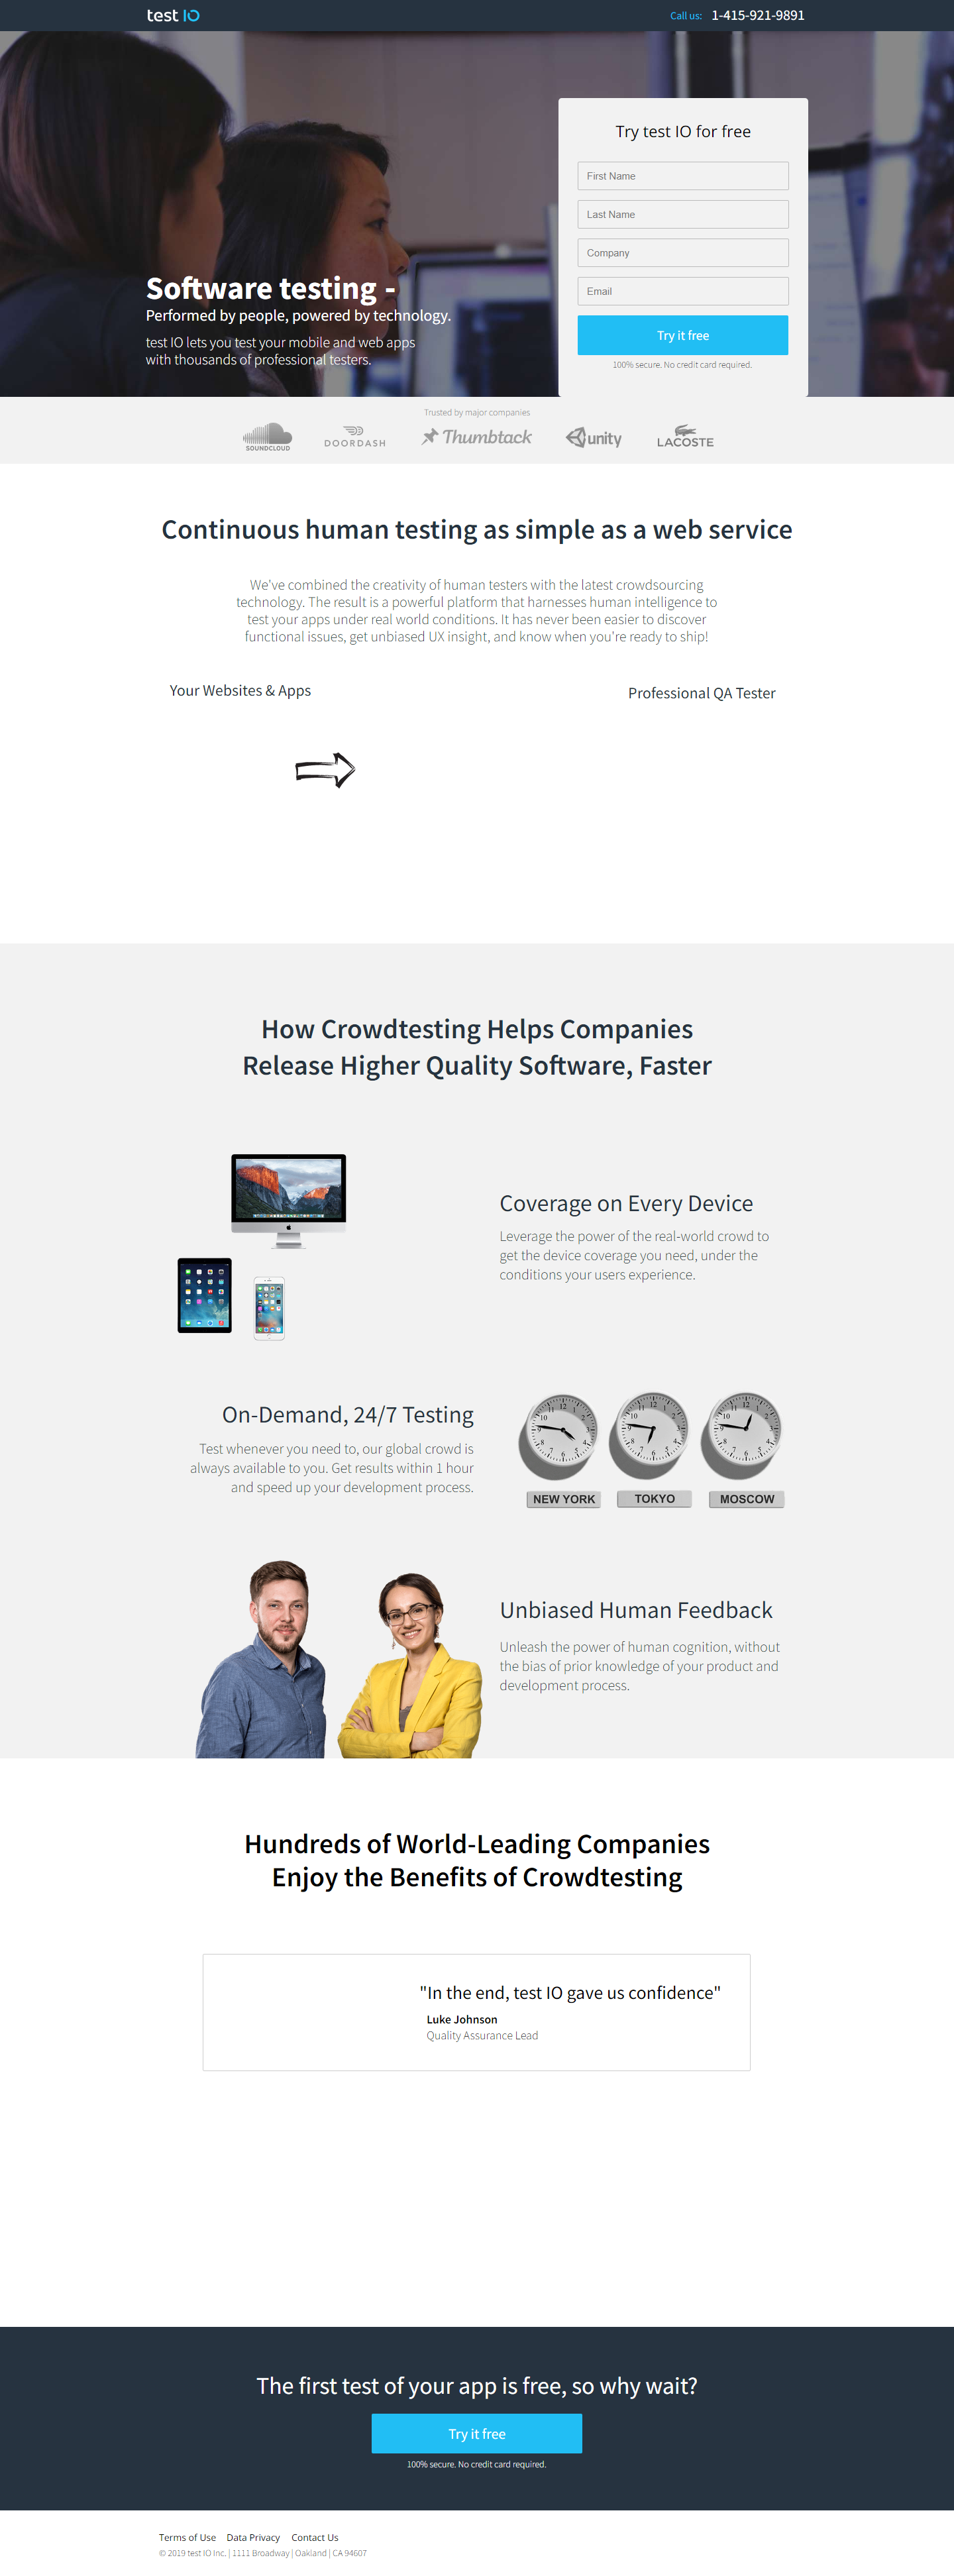 test IO
Call us: 1-415-921-9891
Try test IO for free
First Name
Last Name
Company
Email
Try it free
100% secure. No credit card required.
Software testing -
Performed by people, powered by technology.
test IO lets you test your mobile and web apps
with thousands of professional testers.
Trusted by major companies
SOUNDCLOUD
DOORDASH
Thumbtack
unity
LACOSTE
Continuous human testing as simple as a web service
We've combined the creativity of human testers with the latest crowdsourcing
technology. The result is a powerful platform that harnesses human intelligence to
test your apps under real world conditions. It has never been easier to discover
functional issues, get unbiased UX insight, and know when you're ready to ship!
Your Websites & Apps
Professional QA Tester
How Crowdtesting Helps Companies
Release Higher Quality Software, Faster
Coverage on Every Device
Leverage the power of the real-world crowd to
get the device coverage you need, under the
conditions your users experience.
On-Demand, 24/7 Testing
Test whenever you need to, our global crowd is
always available to you. Get results within 1 hour
and speed up your development process.
NEW YORK
TOKYO
MOSCOW
Unbiased Human Feedback
Unleash the power of human cognition, without
the bias of prior knowledge of your product and
development process.
Hundreds of World-Leading Companies
Enjoy the Benefits of Crowdtesting
"In the end, test IO gave us confidence"
Luke Johnson
Quality Assurance Lead
The first test of your app is free, so why wait?
Try it free
100% secure. No credit card required.
Terms of Use Data Privacy Contact Us
© 2019 test IO Inc. | 1111 Broadway | Oakland | CA 94607